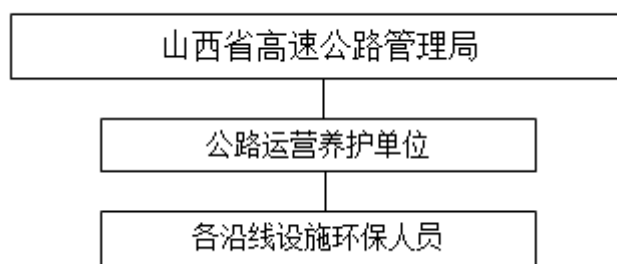 山西省高速公路管理局
公路运营养护单位
各沿线设施环保人员